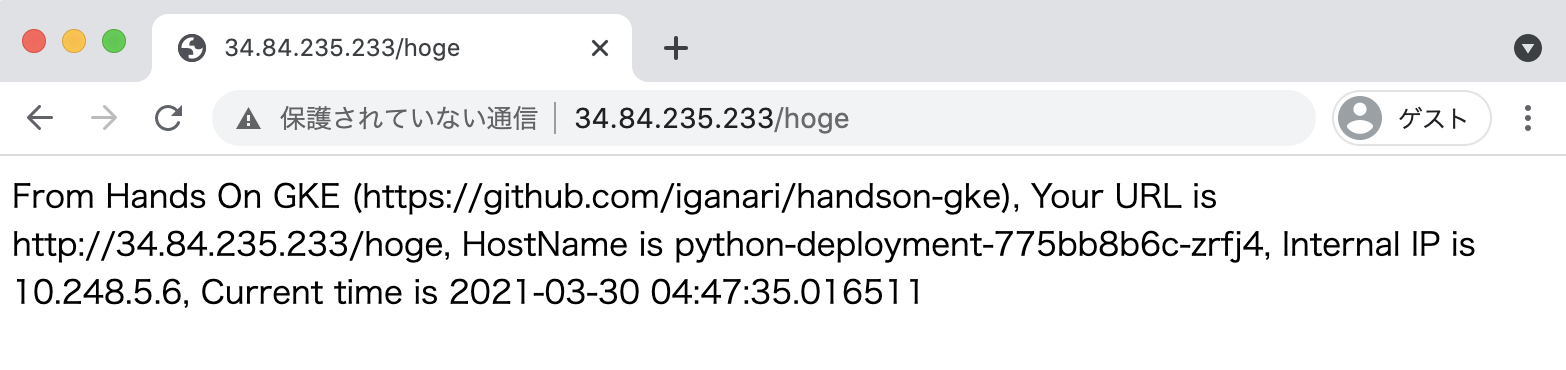 34.84.235.233/hoge
保護されていない通信 34.84.235.233/hoge ゲスト
From Hands On GKE (https://github.com/iganari/handson-gke), Your URL is
http://34.84.235.233/hoge, HostName is python-deployment-775bb8b6c-zrfj4, Internal IP is
10.248.5.6, Current time is 2021-03-30 04:47:35.016511